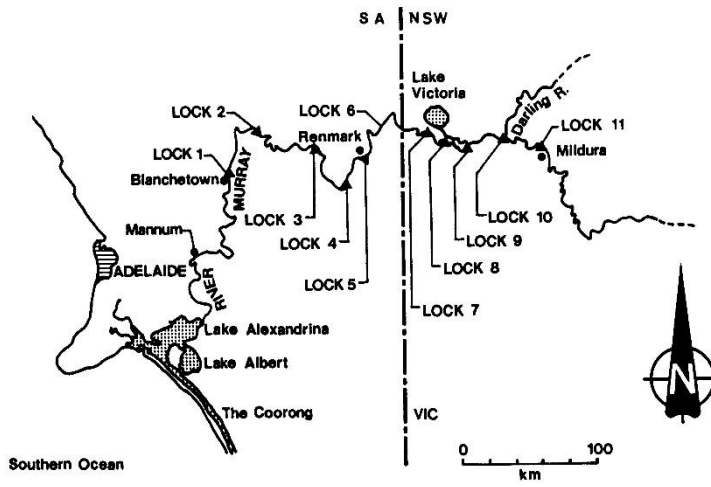 SA NSW
Lake
Victoria
Darling R.
LOCK 2
LOCK 6
Renmark
LOCK 11
LOCK 1
Mildura
Blanchetown
MURRAY
LOCK 3
LOCK 10
Mannum
LOCK 4
LOCK 9
LOCK 8
ADELAIDE
RIVER
LOCK 5
LOCK 7
Lake Alexandrina
Lake Albert
N
The Coorong
VIC
0 100
km
Southern Ocean